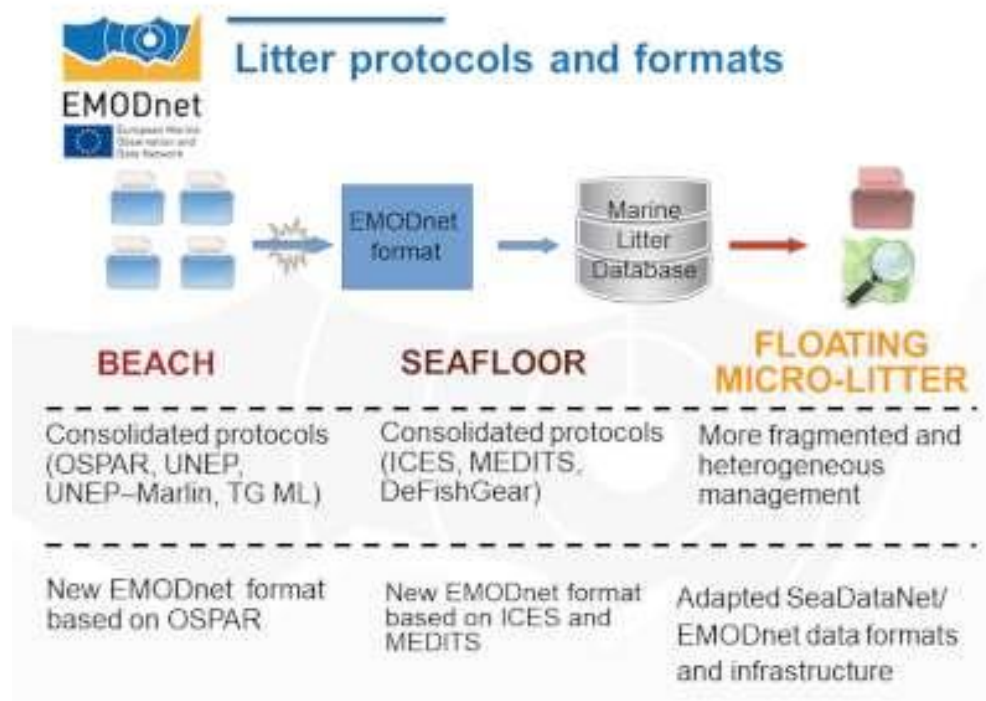 Litter protocols and formats
EMODnet
European Marine
Observation and
Data Network
EMODnet
format
Marine
Litter
Database
BEACH
SEAFLOOR
FLOATING
MICRO-LITTER
Consolidated protocols
(OSPAR, UNEP,
UNEP–Marlin, TG ML)
Consolidated protocols
(ICES, MEDITS,
DeFishGear)
More fragmented and
heterogeneous
management
New EMODnet format
based on OSPAR
New EMODnet format
based on ICES and
MEDITS
Adapted SeaDataNet/
EMODnet data formats
and infrastructure